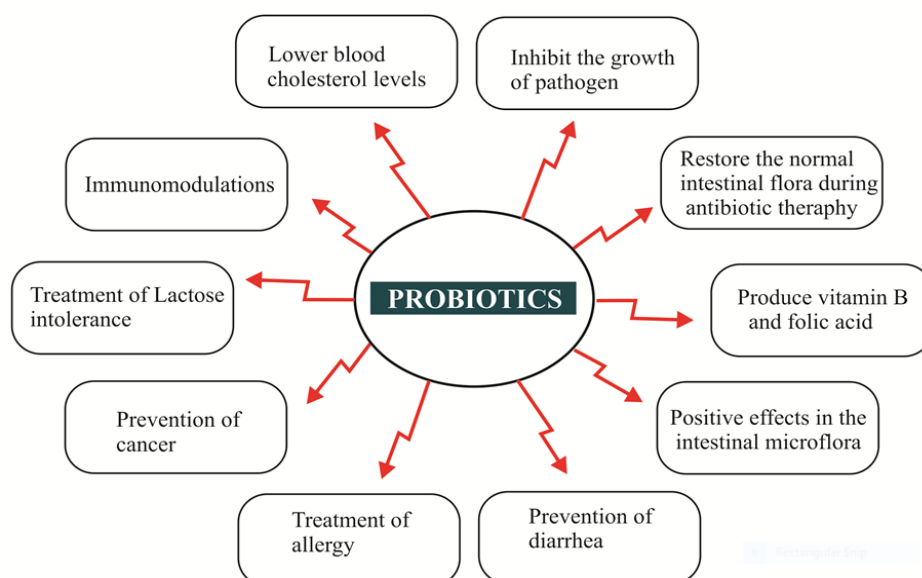 Lower blood
cholesterol levels
Inhibit the growth
of pathogen
Immunomodulations
Restore the normal
intestinal flora during
antibiotic theraphy
Treatment of Lactose
intolerance
PROBIOTICS
Produce vitamin B
and folic acid
Prevention of
cancer
Positive effects in the
intestinal microflora
Treatment of
allergy
Prevention of
diarrhea
Rectangular Snip